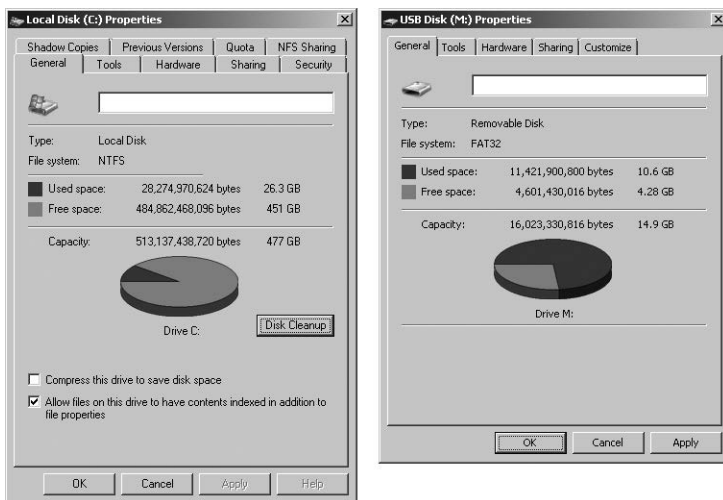 Local Disk (C:) Properties
Shadow Copies Previous Versions Quota NFS Sharing
General Tools Hardware Sharing Security
Type: Local Disk
File system: NTFS
Used space: 28,274,970,624 bytes 26.3 GB
Free space: 484,862,468,096 bytes 451 GB
Capacity: 513,137,438,720 bytes 477 GB
Drive C:
Disk Cleanup
Compress this drive to save disk space
Allow files on this drive to have contents indexed in addition to
file properties
OK Cancel Apply Help
USB Disk (M:) Properties
General Tools Hardware Sharing Customize
Type: Removable Disk
File system: FAT32
Used space: 11,421,900,800 bytes 10.6 GB
Free space: 4,601,430,016 bytes 4.28 GB
Capacity: 16,023,330,816 bytes 14.9 GB
Drive M:
OK Cancel Apply